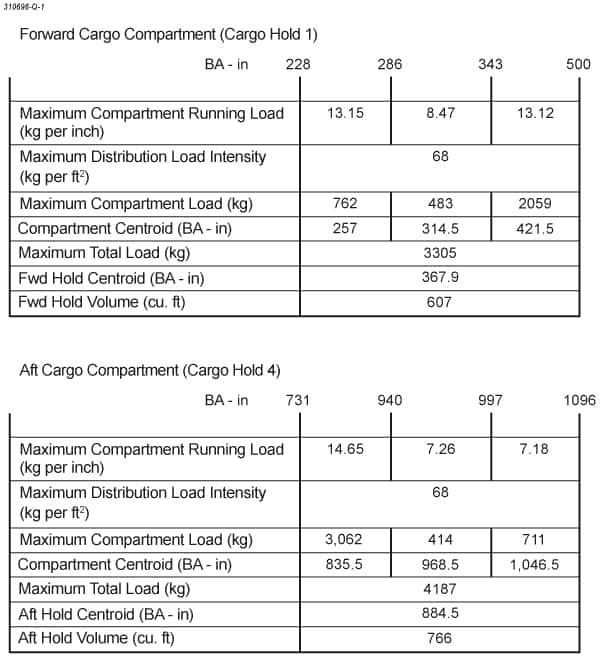 310696-Q-1
Forward Cargo Compartment (Cargo Hold 1)
BA - in 228 286 343 500
Maximum Compartment Running Load 13.15 8.47 13.12
(kg per inch)
Maximum Distribution Load Intensity 68
(kg per ft²)
Maximum Compartment Load (kg) 762 483 2059
Compartment Centroid (BA - in) 257 314.5 421.5
Maximum Total Load (kg) 3305
Fwd Hold Centroid (BA - in) 367.9
Fwd Hold Volume (cu. ft) 607
Aft Cargo Compartment (Cargo Hold 4)
BA - in 731 940 997 1096
Maximum Compartment Running Load 14.65 7.26 7.18
(kg per inch)
Maximum Distribution Load Intensity 68
(kg per ft²)
Maximum Compartment Load (kg) 3,062 414 711
Compartment Centroid (BA - in) 835.5 968.5 1,046.5
Maximum Total Load (kg) 4187
Aft Hold Centroid (BA - in) 884.5
Aft Hold Volume (cu. ft) 766